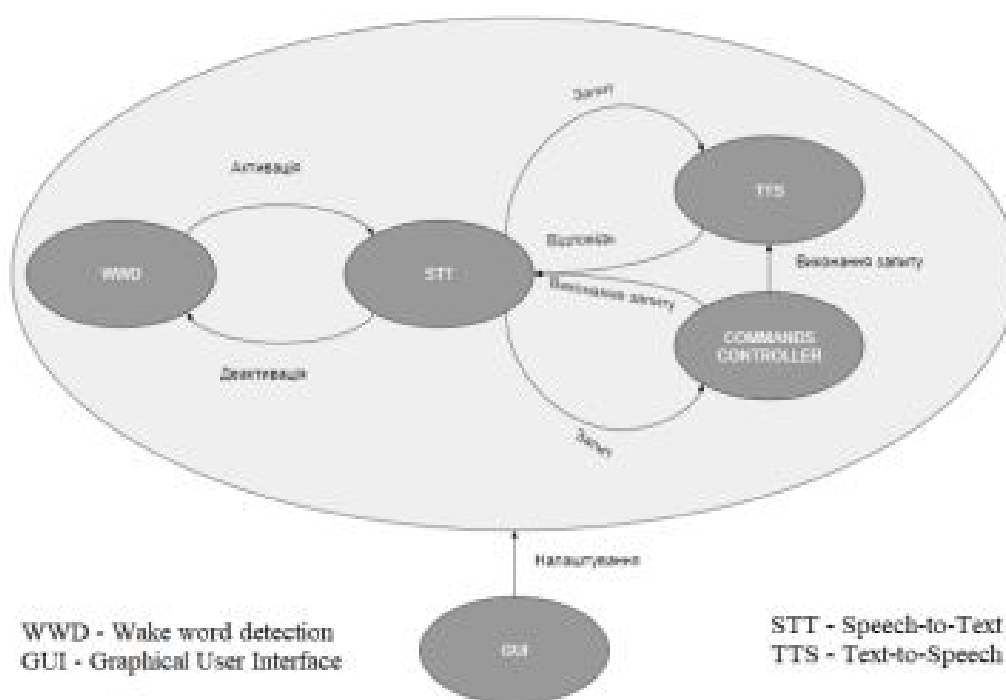 Запит
TTS
Активація
Відповідь
WWD
STT
Виконання запиту
Виконання запиту
COMMANDS
CONTROLLER
Деактивація
Запит
Налаштування
GUI
WWD - Wake word detection
GUI - Graphical User Interface
STT - Speech-to-Text
TTS - Text-to-Speech